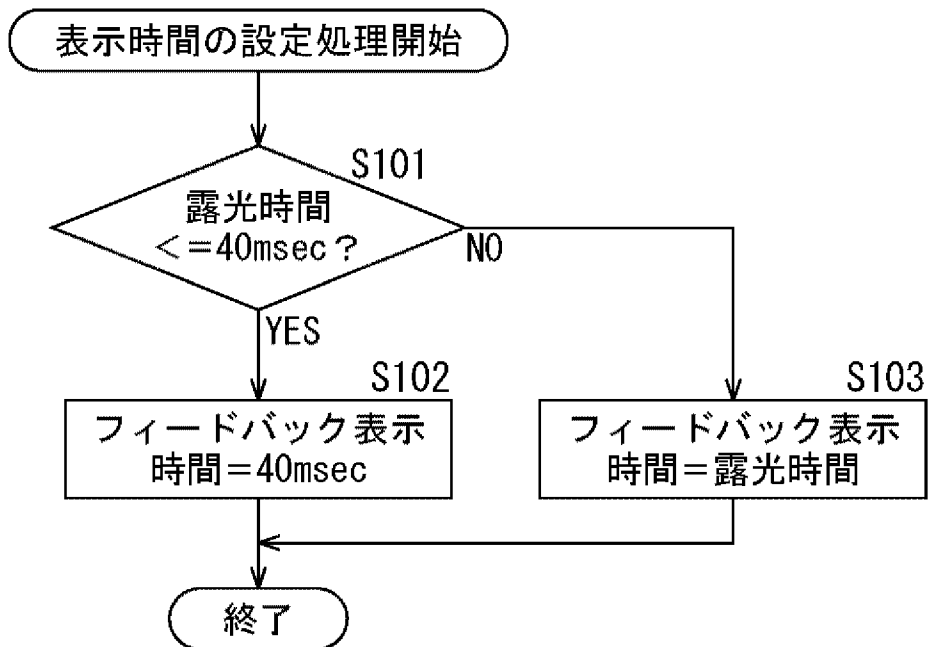 表示時間の設定処理開始
S101
露光時間
<=40msec?
NO
YES
S102
フィードバック表示
時間=40msec
S103
フィードバック表示
時間=露光時間
終了